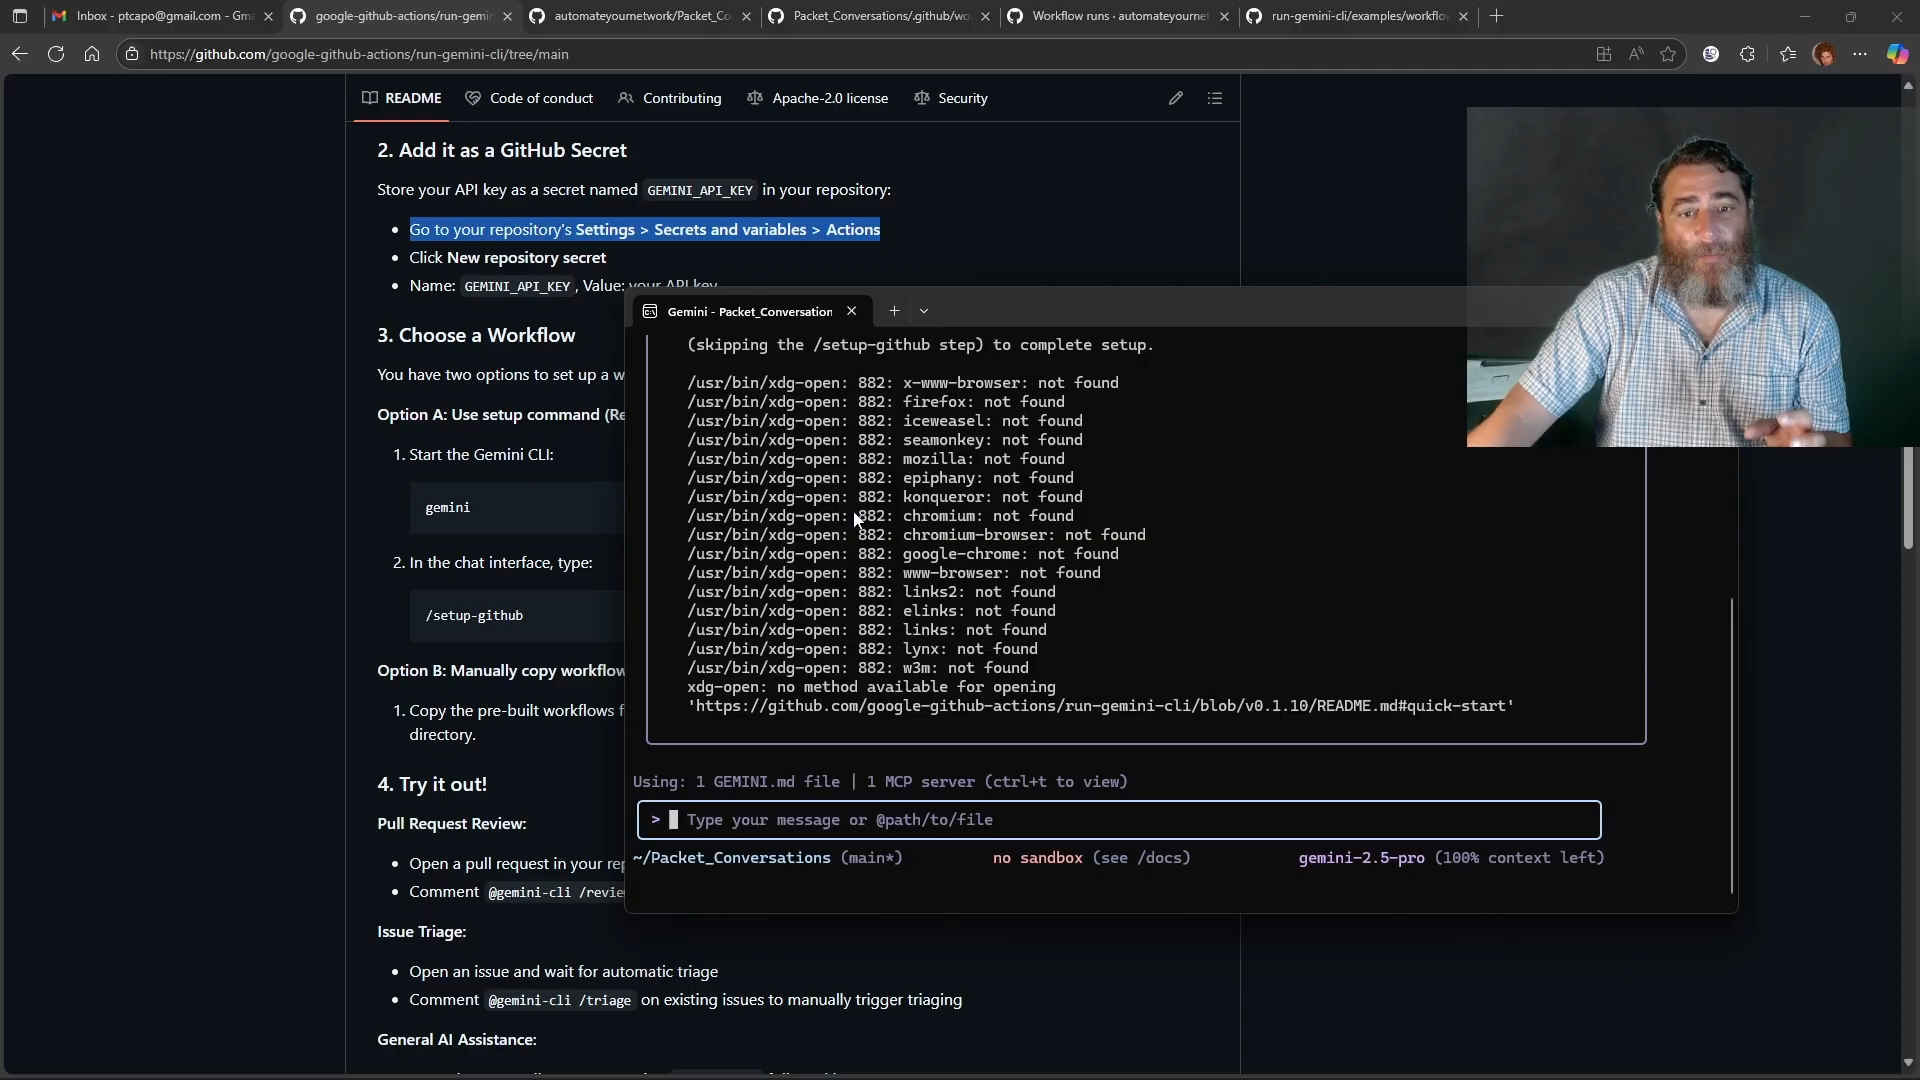 Inbox - ptcapo@gmail.com - Gm
google-github-actions/run-gemin
automateyournetwork/Packet_Co
Packet_Conversations/.github/wo
Workflow runs · automateyournet
run-gemini-cli/examples/workflo
https://github.com/google-github-actions/run-gemini-cli/tree/main
README
Code of conduct
Contributing
Apache-2.0 license
Security
2. Add it as a GitHub Secret
Store your API key as a secret named GEMINI_API_KEY in your repository:
Go to your repository's Settings > Secrets and variables > Actions
Click New repository secret
Name: GEMINI_API_KEY, Value: your API key
3. Choose a Workflow
You have two options to set up a w
Option A: Use setup command (Re
1. Start the Gemini CLI:
gemini
2. In the chat interface, type:
/setup-github
Option B: Manually copy workflow
1. Copy the pre-built workflows f
directory.
4. Try it out!
Pull Request Review:
Open a pull request in your rep
Comment @gemini-cli /revie
Issue Triage:
Open an issue and wait for automatic triage
Comment @gemini-cli /triage on existing issues to manually trigger triaging
General AI Assistance:
Gemini - Packet_Conversation
(skipping the /setup-github step) to complete setup.
/usr/bin/xdg-open: 882: x-www-browser: not found
/usr/bin/xdg-open: 882: firefox: not found
/usr/bin/xdg-open: 882: iceweasel: not found
/usr/bin/xdg-open: 882: seamonkey: not found
/usr/bin/xdg-open: 882: mozilla: not found
/usr/bin/xdg-open: 882: epiphany: not found
/usr/bin/xdg-open: 882: konqueror: not found
/usr/bin/xdg-open: 882: chromium: not found
/usr/bin/xdg-open: 882: chromium-browser: not found
/usr/bin/xdg-open: 882: google-chrome: not found
/usr/bin/xdg-open: 882: www-browser: not found
/usr/bin/xdg-open: 882: links2: not found
/usr/bin/xdg-open: 882: elinks: not found
/usr/bin/xdg-open: 882: links: not found
/usr/bin/xdg-open: 882: lynx: not found
/usr/bin/xdg-open: 882: w3m: not found
xdg-open: no method available for opening
'https://github.com/google-github-actions/run-gemini-cli/blob/v0.1.10/README.md#quick-start'
Using: 1 GEMINI.md file | 1 MCP server (ctrl+t to view)
> Type your message or @path/to/file
~/Packet_Conversations (main*)
no sandbox (see /docs)
gemini-2.5-pro (100% context left)